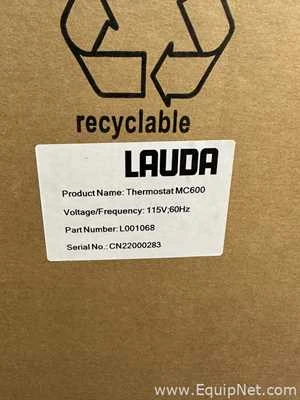 recyclable
LAUDA
Product Name: Thermostat MC600
Voltage/Frequency: 115V;60Hz
Part Number: L001068
Serial No.: CN22000283
www.EquipNet.com